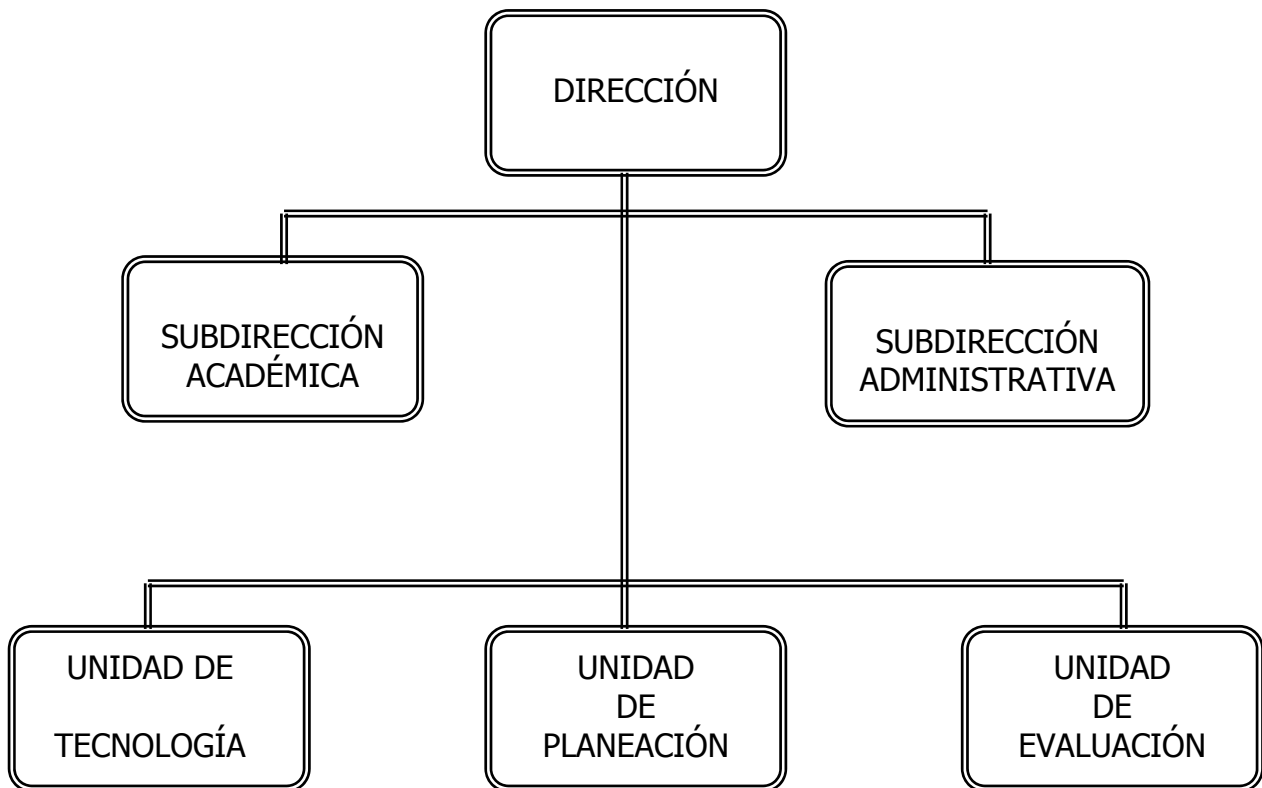 DIRECCIÓN
SUBDIRECCIÓN
ACADÉMICA
SUBDIRECCIÓN
ADMINISTRATIVA
UNIDAD DE
TECNOLOGÍA
UNIDAD
DE
PLANEACIÓN
UNIDAD
DE
EVALUACIÓN